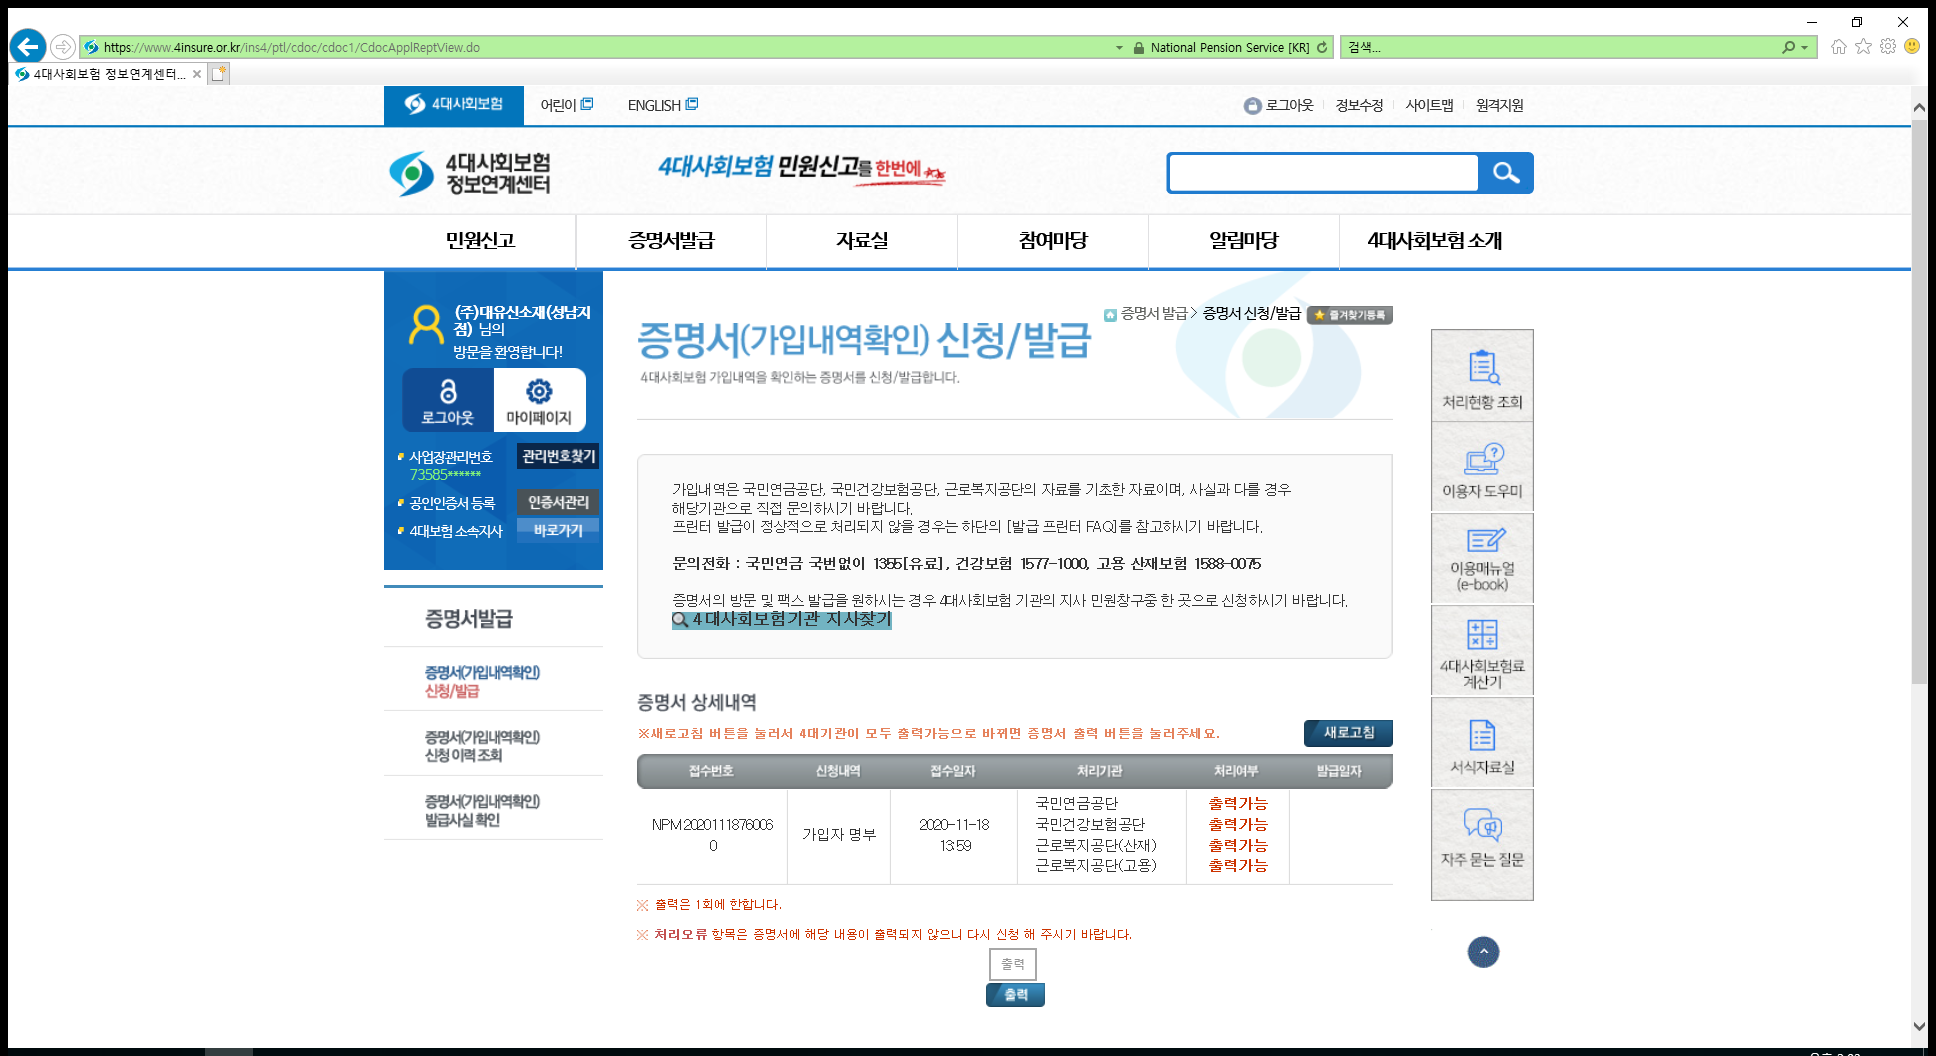 https://www.4insure.or.kr/ins4/ptl/cdoc/cdoc1/CdocApplReptView.do
National Pension Service [KR]
검색...
4대사회보험 정보연계센터...
4대사회보험
어린이
ENGLISH
로그아웃
정보수정
사이트맵
원격지원
4대사회보험
정보연계센터
4대사회보험 민원신고를 한번에
민원신고
증명서발급
자료실
참여마당
알림마당
4대사회보험 소개
(주)대유신소재(성남지
점) 님의
방문을 환영합니다!
로그아웃
마이페이지
사업장관리번호
관리번호찾기
73585******
공인인증서 등록
인증서관리
4대보험 소속지사
바로가기
증명서발급
증명서(가입내역확인)
신청/발급
증명서(가입내역확인)
신청 이력 조회
증명서(가입내역확인)
발급사실 확인
증명서 발급 > 증명서 신청/발급
즐겨찾기등록
증명서(가입내역확인) 신청/발급
4대사회보험 가입내역을 확인하는 증명서를 신청/발급합니다.
가입내역은 국민연금공단, 국민건강보험공단, 근로복지공단의 자료를 기초한 자료이며, 사실과 다를 경우
해당기관으로 직접 문의하시기 바랍니다.
프린터 발급이 정상적으로 처리되지 않을 경우는 하단의 [발급 프린터 FAQ]를 참고하시기 바랍니다.
문의전화 : 국민연금 국번없이 1355[유료], 건강보험 1577-1000, 고용 산재보험 1588-0075
증명서의 방문 및 팩스 발급을 원하시는 경우 4대사회보험 기관의 지사 민원창구중 한 곳으로 신청하시기 바랍니다.
4대사회보험기관 지사찾기
증명서 상세내역
※새로고침 버튼을 눌러서 4대기관이 모두 출력가능으로 바뀌면 증명서 출력 버튼을 눌러주세요.
새로고침
접수번호
신청내역
접수일자
처리기관
처리여부
발급일자
NPM2020111876006
0
가입자 명부
2020-11-18
13:59
국민연금공단
국민건강보험공단
근로복지공단(산재)
근로복지공단(고용)
출력가능
출력가능
출력가능
출력가능
※ 출력은 1회에 한합니다.
※ 처리오류 항목은 증명서에 해당 내용이 출력되지 않으니 다시 신청 해 주시기 바랍니다.
출력
출력
처리현황 조회
이용자 도우미
이용매뉴얼
(e-book)
4대사회보험료
계산기
서식자료실
자주 묻는 질문